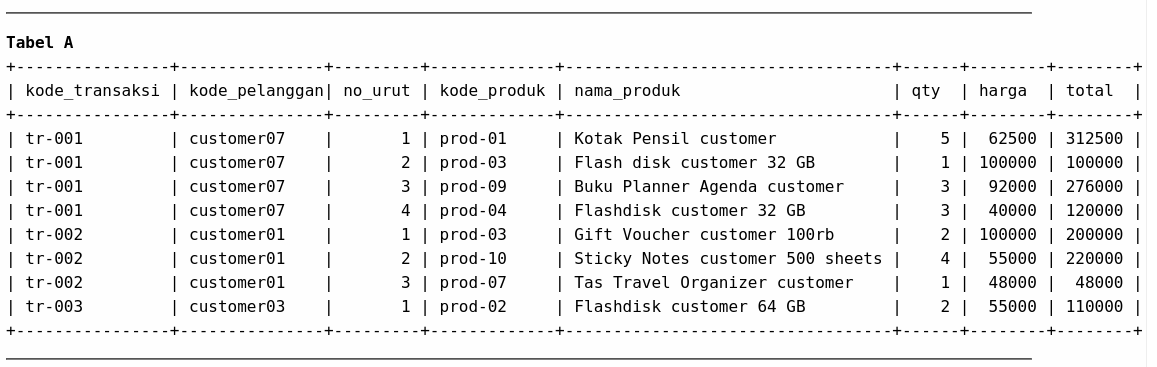 Tabel A
+----------------+---------------+---------+-------------+----------------------------------+------+--------+--------+
| kode_transaksi | kode_pelanggan| no_urut | kode_produk | nama_produk                      | qty  | harga  | total  |
+----------------+---------------+---------+-------------+----------------------------------+------+--------+--------+
| tr-001         | customer07    |       1 | prod-01     | Kotak Pensil customer            |    5 |  62500 | 312500 |
| tr-001         | customer07    |       2 | prod-03     | Flash disk customer 32 GB        |    1 | 100000 | 100000 |
| tr-001         | customer07    |       3 | prod-09     | Buku Planner Agenda customer     |    3 |  92000 | 276000 |
| tr-001         | customer07    |       4 | prod-04     | Flashdisk customer 32 GB         |    3 |  40000 | 120000 |
| tr-002         | customer01    |       1 | prod-03     | Gift Voucher customer 100rb      |    2 | 100000 | 200000 |
| tr-002         | customer01    |       2 | prod-10     | Sticky Notes customer 500 sheets |    4 |  55000 | 220000 |
| tr-002         | customer01    |       3 | prod-07     | Tas Travel Organizer customer    |    1 |  48000 |  48000 |
| tr-003         | customer03    |       1 | prod-02     | Flashdisk customer 64 GB         |    2 |  55000 | 110000 |
+----------------+---------------+---------+-------------+----------------------------------+------+--------+--------+